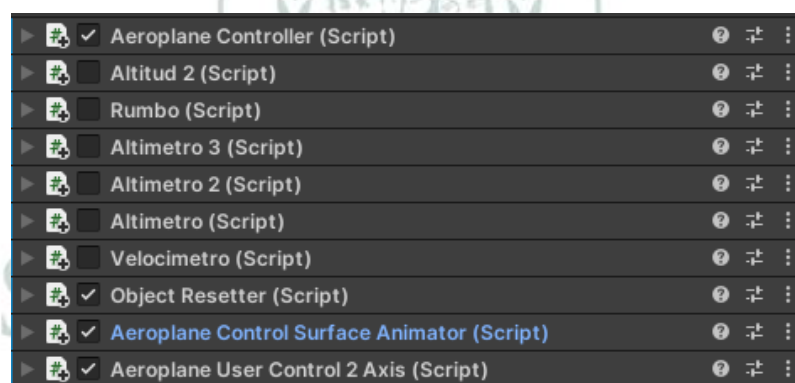 Aeroplane Controller (Script)
Altitud 2 (Script)
Rumbo (Script)
Altimetro 3 (Script)
Altimetro 2 (Script)
Altimetro (Script)
Velocimetro (Script)
Object Resetter (Script)
Aeroplane Control Surface Animator (Script)
Aeroplane User Control 2 Axis (Script)